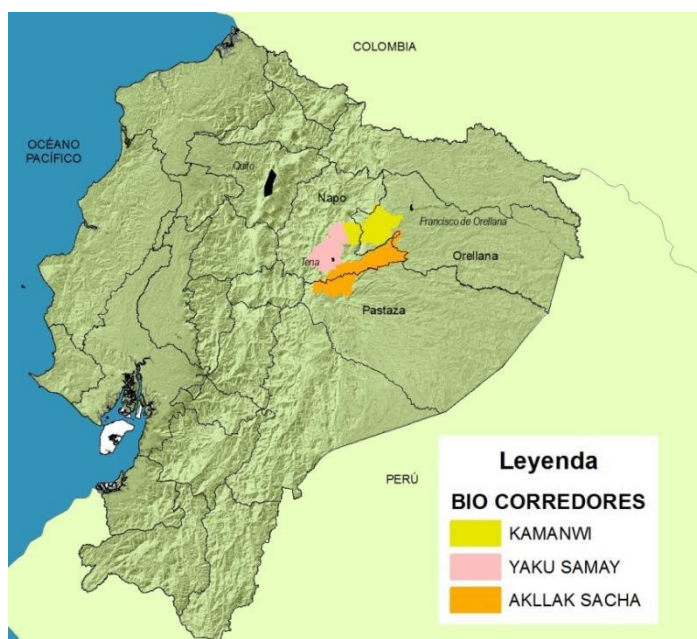 COLOMBIA
OCÉANO
PACÍFICO
Quito
Napo
Francisco de Orellana
Tena
Orellana
Pastaza
PERÚ
Leyenda
BIO CORREDORES
KAMANWI
YAKU SAMAY
AKLLAK SACHA